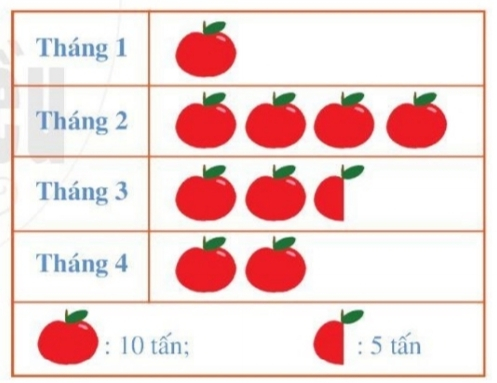 Tháng 1
Tháng 2
Tháng 3
Tháng 4
: 10 tấn; : 5 tấn